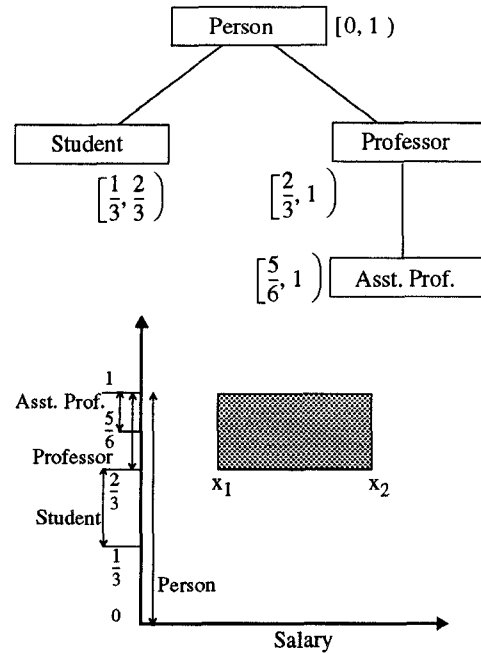 Person [0, 1)
Student
Professor
[1/3, 2/3)
[2/3, 1)
[5/6, 1)
Asst. Prof.
1
Asst. Prof.
5/6
Professor
2/3
x1 x2
Student
1/3
Person
0
Salary